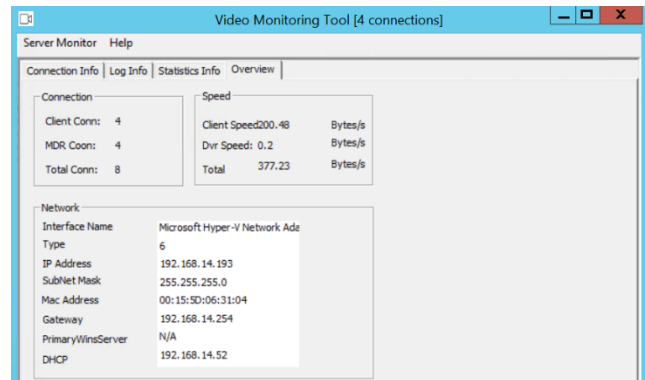 Video Monitoring Tool [4 connections]
Server Monitor Help
Connection Info Log Info Statistics Info Overview
Connection
Client Conn: 4
MDR Coon: 4
Total Conn: 8
Speed
Client Speed200.48 Bytes/s
Dvr Speed: 0.2 Bytes/s
Total 377.23 Bytes/s
Network
Interface Name Microsoft Hyper-V Network Ada
Type 6
IP Address 192.168.14.193
SubNet Mask 255.255.255.0
Mac Address 00:15:5D:06:31:04
Gateway 192.168.14.254
PrimaryWinsServer N/A
DHCP 192.168.14.52